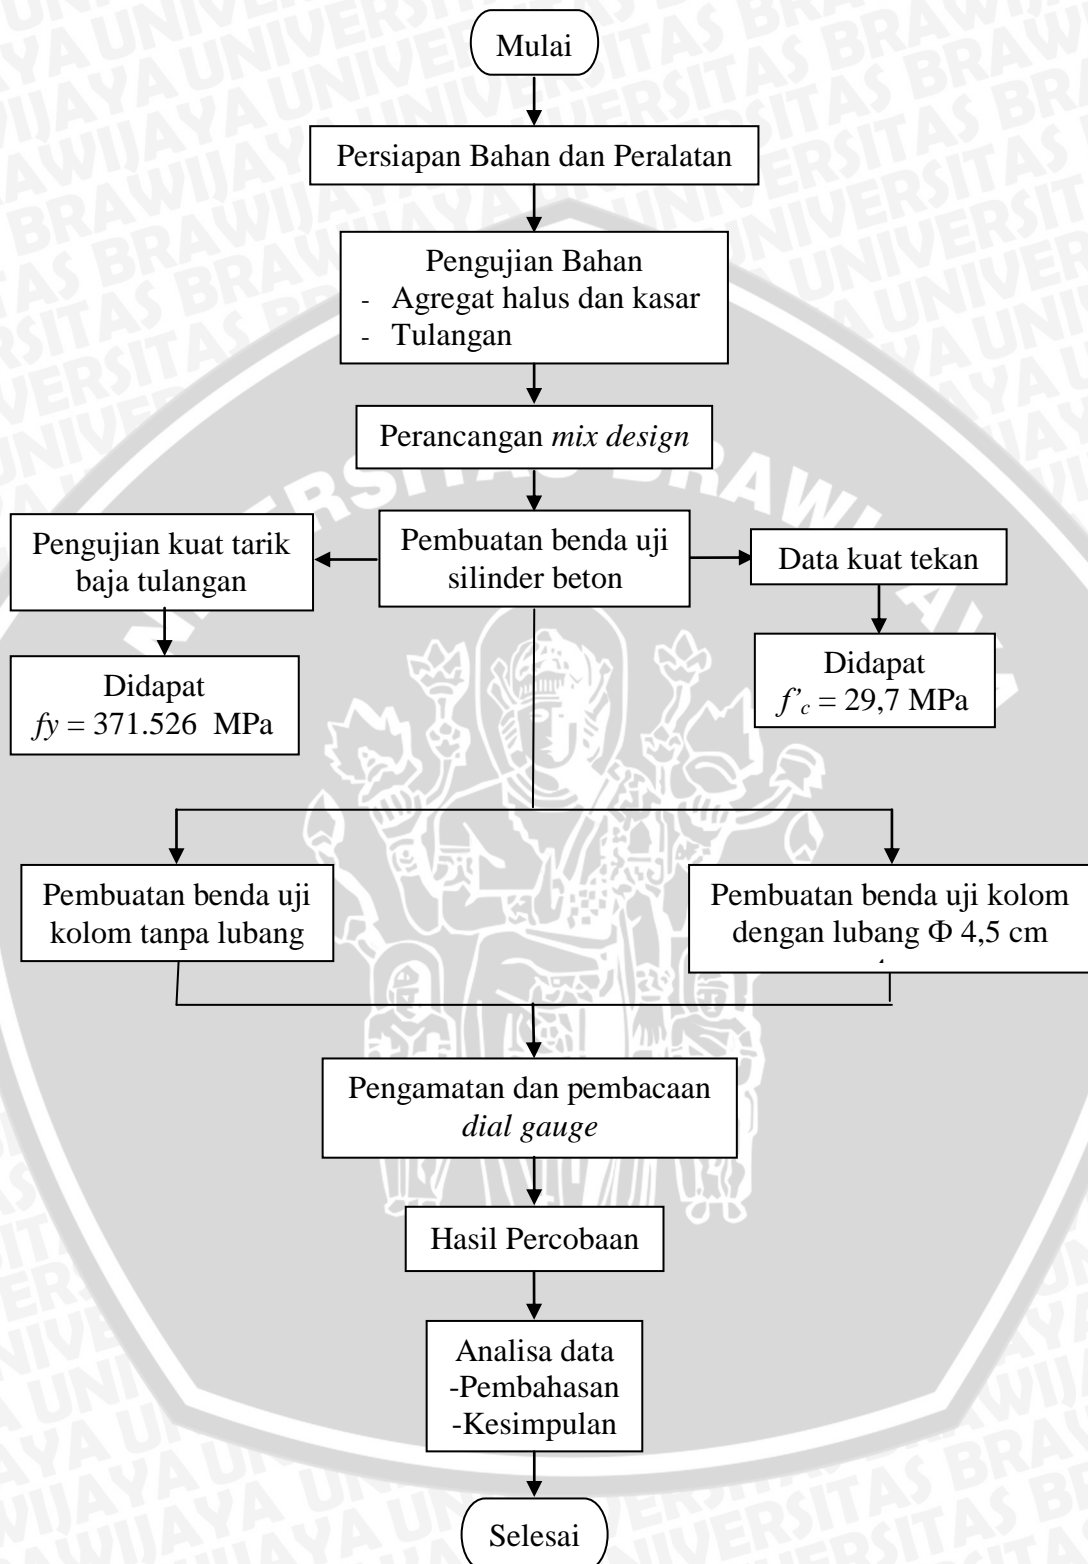 Mulai
Persiapan Bahan dan Peralatan
Pengujian Bahan
- Agregat halus dan kasar
- Tulangan
Perancangan mix design
Pengujian kuat tarik
baja tulangan
Pembuatan benda uji
silinder beton
Data kuat tekan
Didapat
fy = 371.526 MPa
Didapat
f’c = 29,7 MPa
Pembuatan benda uji
kolom tanpa lubang
Pembuatan benda uji kolom
dengan lubang Φ 4,5 cm
Pengamatan dan pembacaan
dial gauge
Hasil Percobaan
Analisa data
-Pembahasan
-Kesimpulan
Selesai